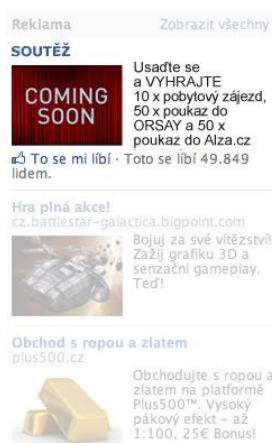 Reklama Zobrazit všechny
SOUTĚŽ
COMING
SOON
Usaďte se
a VYHRAJTE
10 x pobytový zájezd,
50 x poukaz do
ORSAY a 50 x
poukaz do Alza.cz
To se mi líbí · Toto se líbí 49.849
lidem.
Hra plná akce!
cz.battlestar-galactica.bigpoint.com
Bojuj za své vítězství!
Zažij grafiku 3D a
senzační gameplay.
Teď!
Obchod s ropou a zlatem
plus500.cz
Obchodujte s ropou a
zlatem na platformě
Plus500™. Vysoký
pákový efekt – až
1:100, 25€ Bonus!